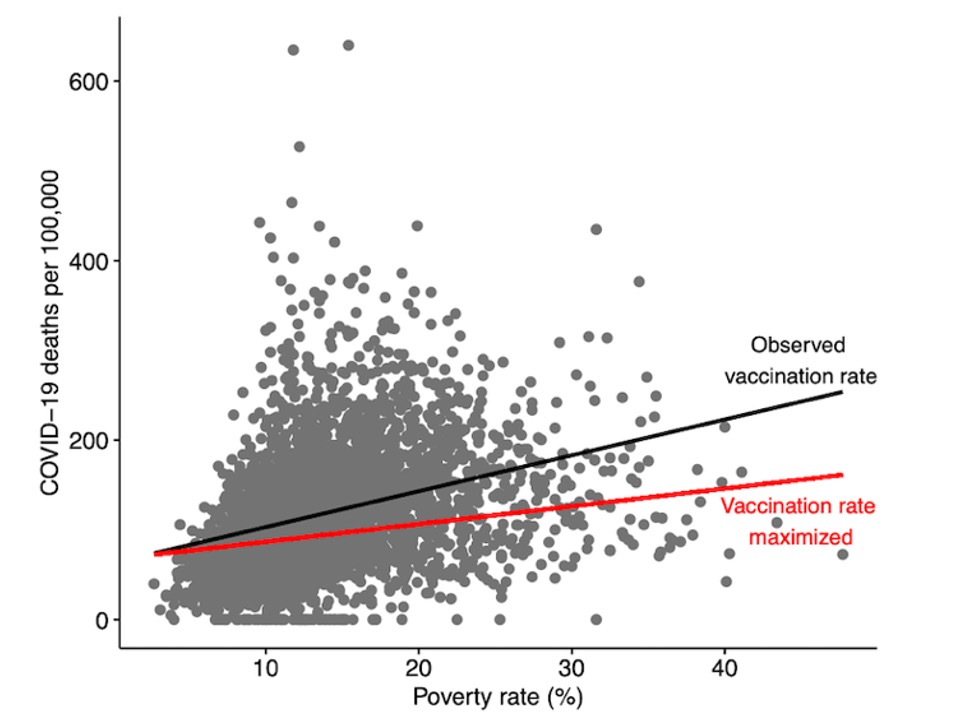 600
400
200
0
COVID−19 deaths per 100,000
Observed
vaccination rate
Vaccination rate
maximized
10 20 30 40
Poverty rate (%)